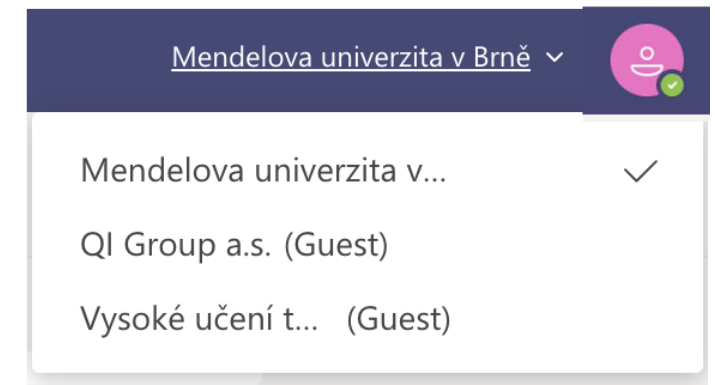 Mendelova univerzita v Brně
Mendelova univerzita v...
QI Group a.s. (Guest)
Vysoké učení t... (Guest)